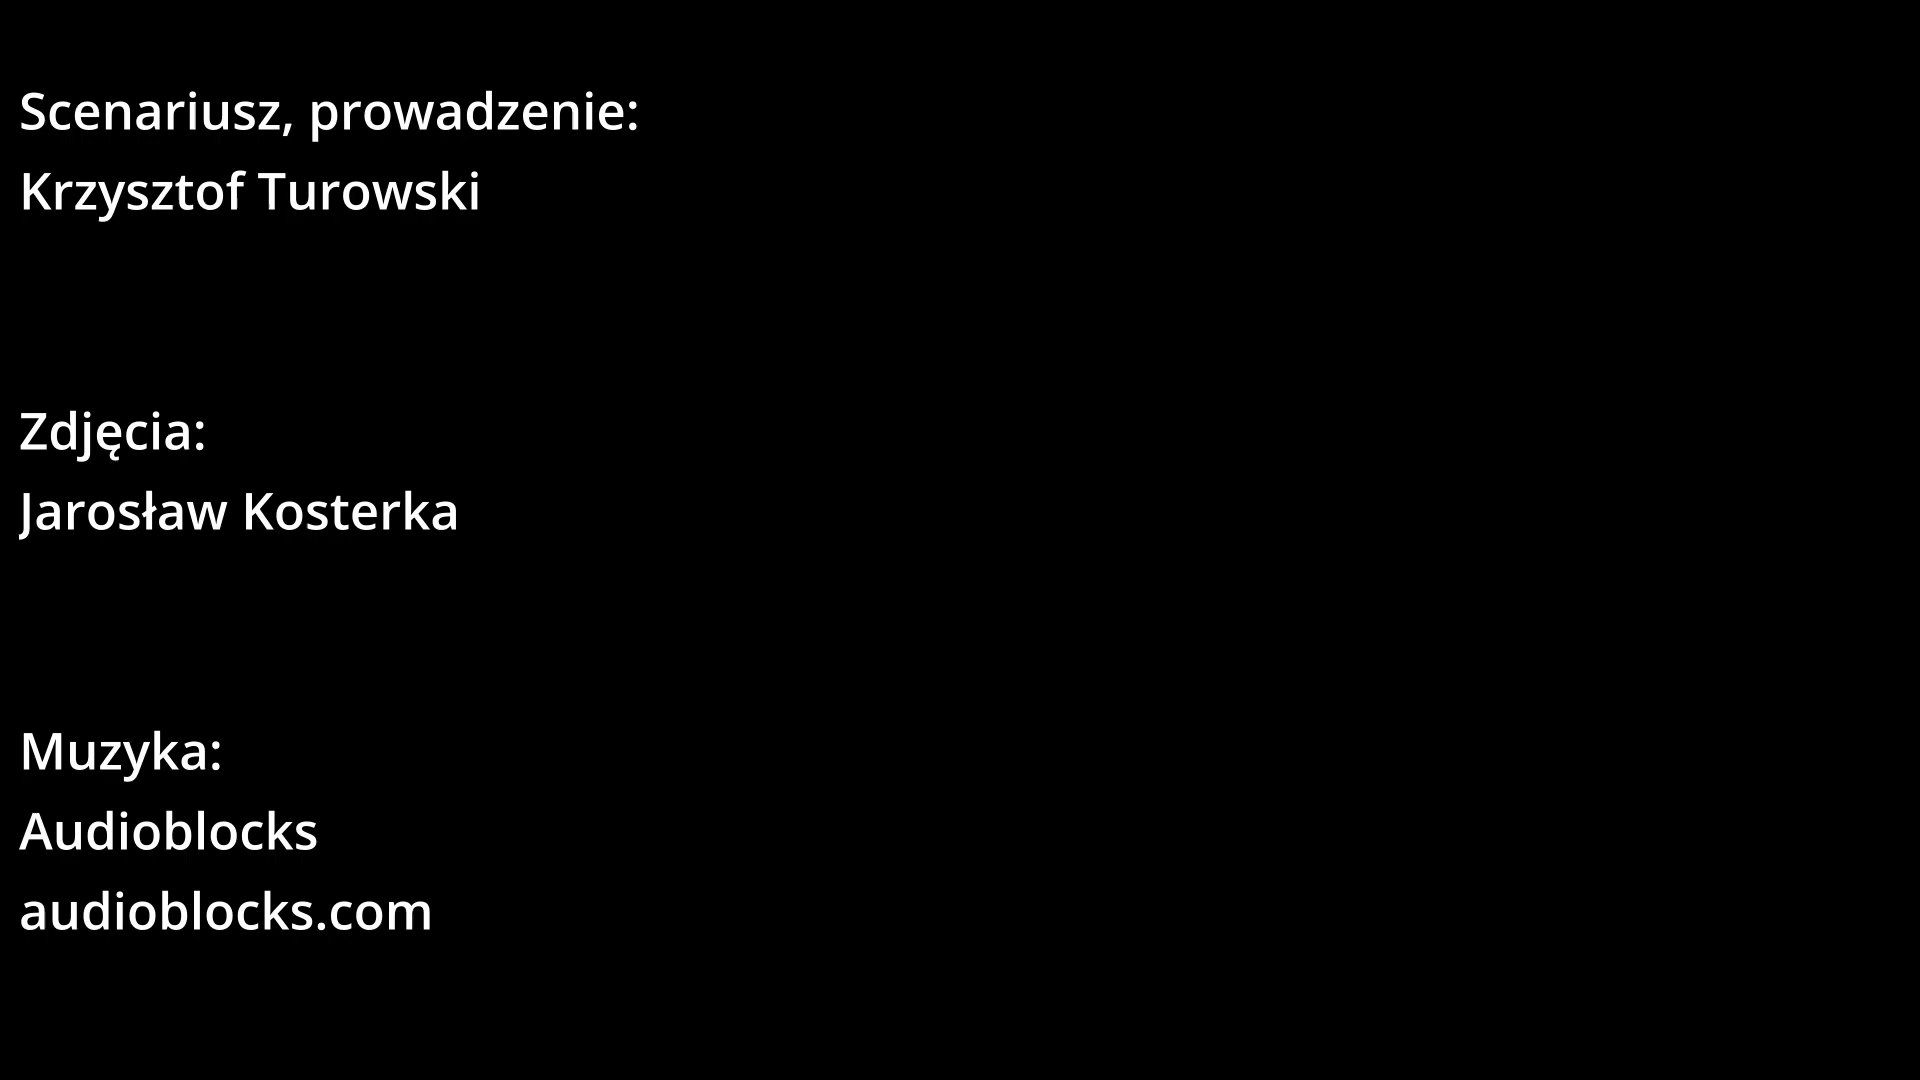 Scenariusz, prowadzenie:
Krzysztof Turowski
Zdjęcia:
Jarosław Kosterka
Muzyka:
Audioblocks
audioblocks.com